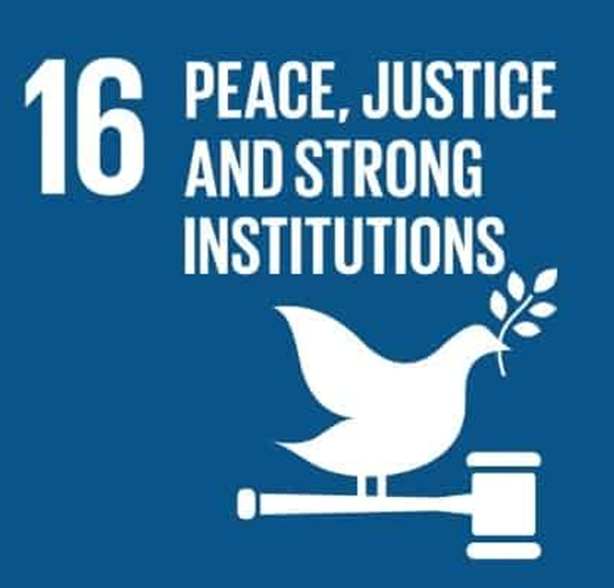 16 PEACE, JUSTICE
AND STRONG
INSTITUTIONS